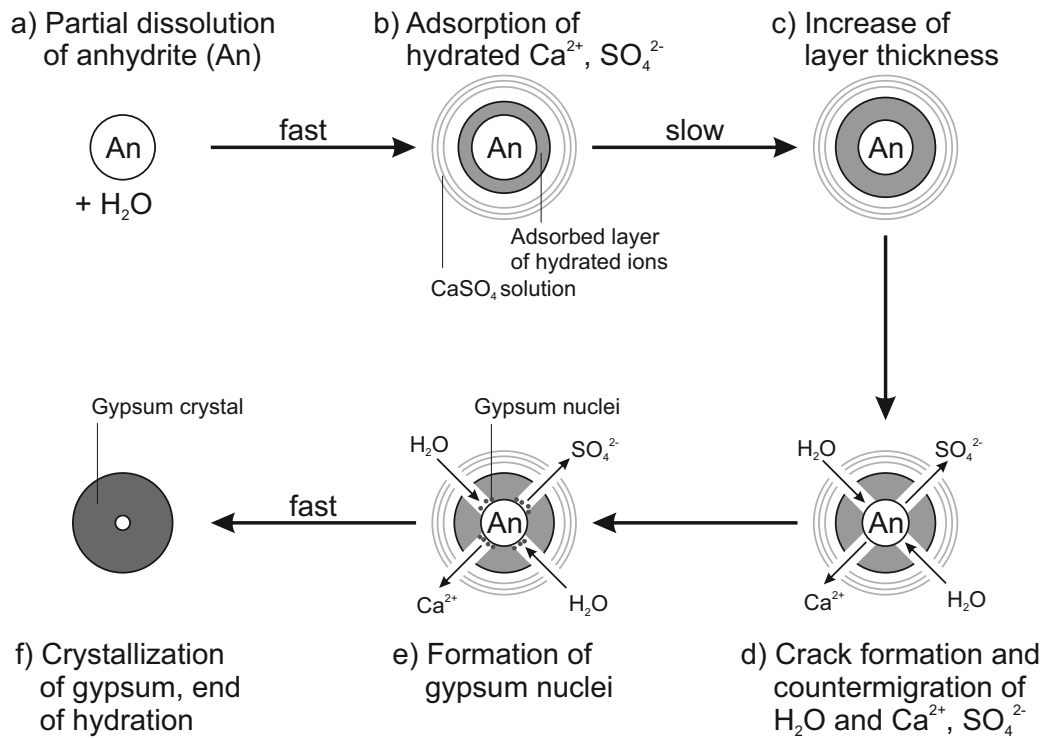 a) Partial dissolution
of anhydrite (An)
An
+ H₂O
fast
b) Adsorption of
hydrated Ca²⁺, SO₄²⁻
An
Adsorbed layer
of hydrated ions
CaSO₄ solution
slow
c) Increase of
layer thickness
An
H₂O
SO₄²⁻
An
Ca²⁺
H₂O
d) Crack formation and
countermigration of
H₂O and Ca²⁺, SO₄²⁻
Gypsum nuclei
H₂O
SO₄²⁻
An
Ca²⁺
H₂O
e) Formation of
gypsum nuclei
fast
Gypsum crystal
f) Crystallization
of gypsum, end
of hydration